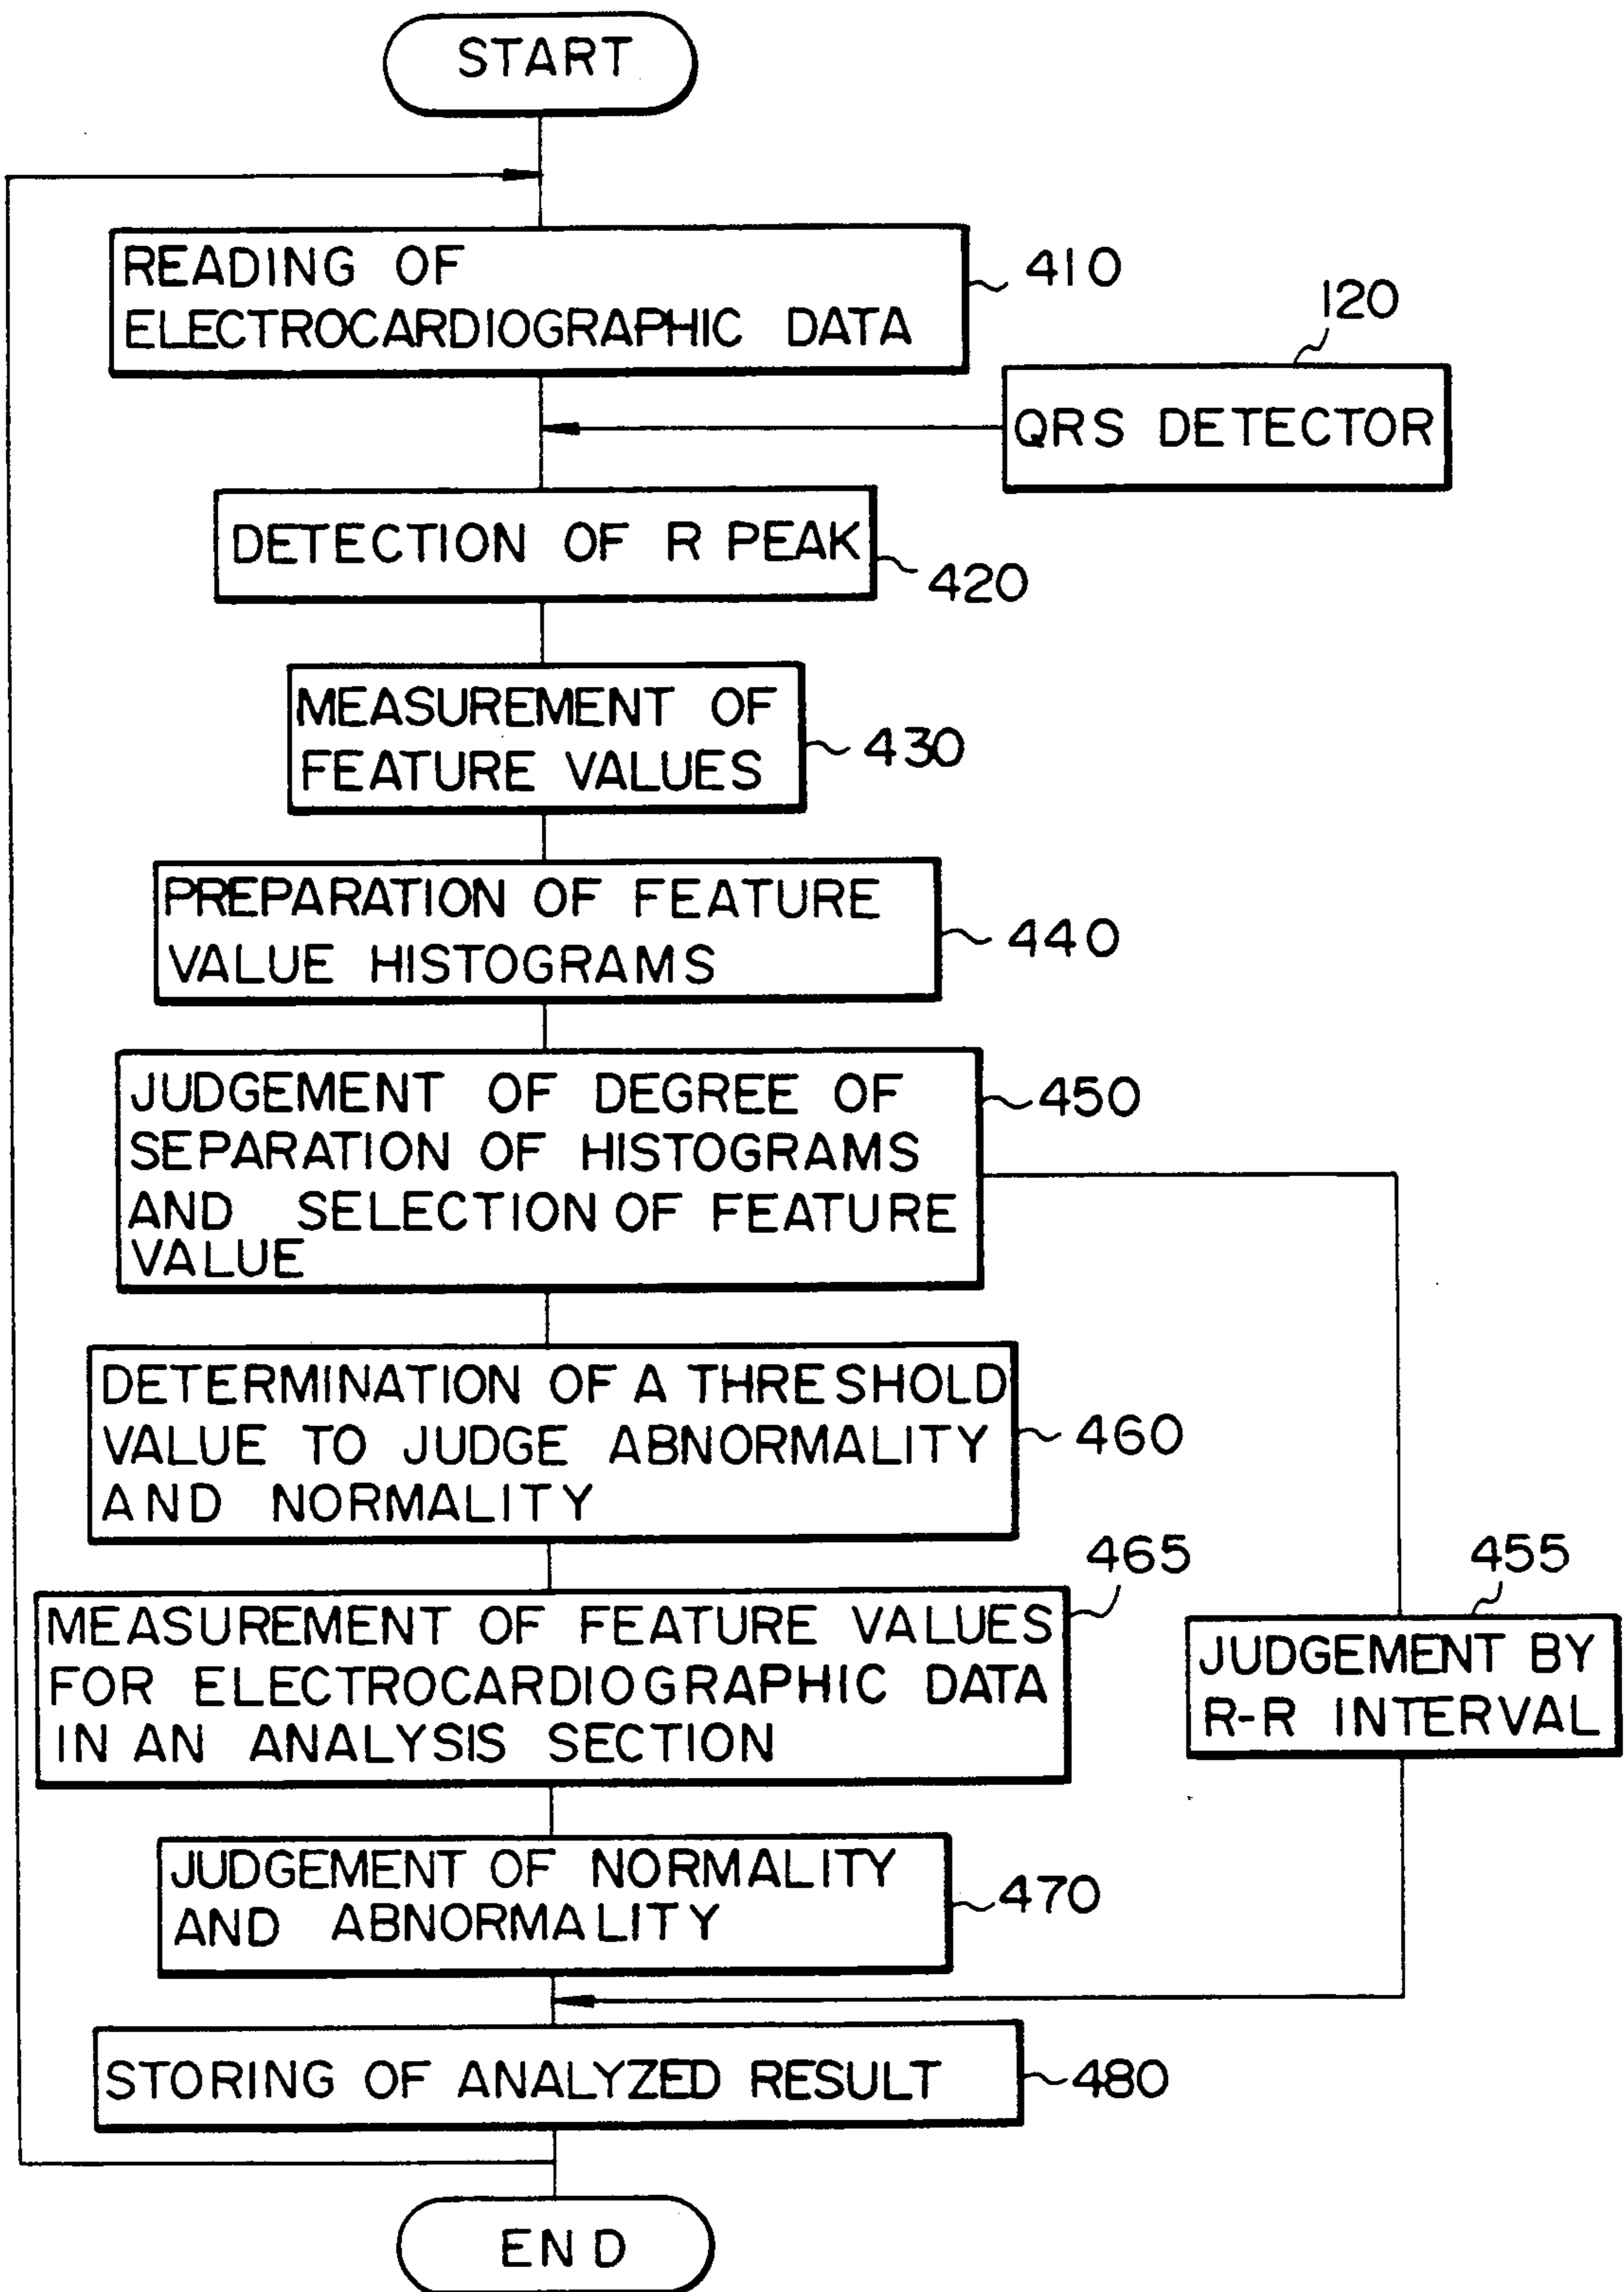 START
READING OF
ELECTROCARDIOGRAPHIC DATA
410
120
QRS DETECTOR
DETECTION OF R PEAK
420
MEASUREMENT OF
FEATURE VALUES
430
PREPARATION OF FEATURE
VALUE HISTOGRAMS
440
JUDGEMENT OF DEGREE OF
SEPARATION OF HISTOGRAMS
AND SELECTION OF FEATURE
VALUE
450
DETERMINATION OF A THRESHOLD
VALUE TO JUDGE ABNORMALITY
AND NORMALITY
460
465
MEASUREMENT OF FEATURE VALUES
FOR ELECTROCARDIOGRAPHIC DATA
IN AN ANALYSIS SECTION
455
JUDGEMENT BY
R-R INTERVAL
JUDGEMENT OF NORMALITY
AND ABNORMALITY
470
STORING OF ANALYZED RESULT
480
END